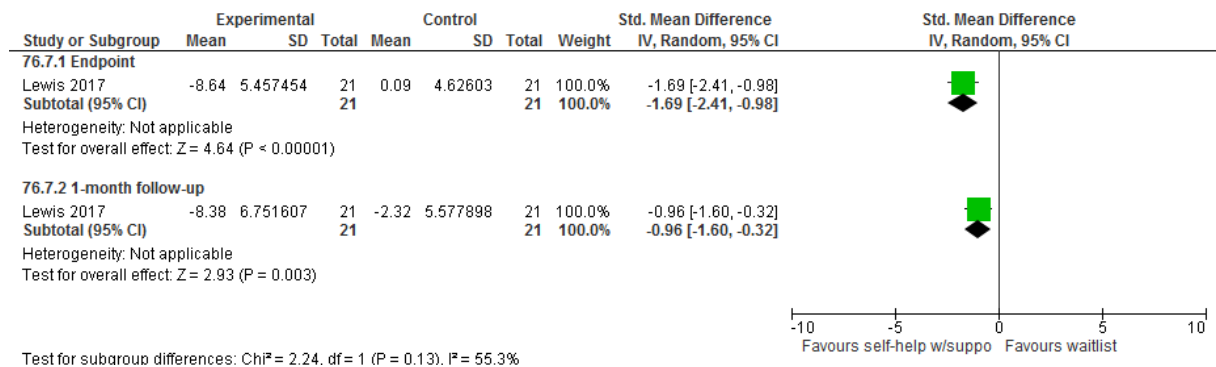 Experimental Control Std. Mean Difference Std. Mean Difference
Study or Subgroup Mean SD Total Mean SD Total Weight IV, Random, 95% CI IV, Random, 95% CI
76.7.1 Endpoint
Lewis 2017 -8.64 5.457454 21 0.09 4.62603 21 100.0% -1.69 [-2.41, -0.98]
Subtotal (95% CI) 21 21 100.0% -1.69 [-2.41, -0.98]
Heterogeneity: Not applicable
Test for overall effect: Z = 4.64 (P < 0.00001)
76.7.2 1-month follow-up
Lewis 2017 -8.38 6.751607 21 -2.32 5.577898 21 100.0% -0.96 [-1.60, -0.32]
Subtotal (95% CI) 21 21 100.0% -0.96 [-1.60, -0.32]
Heterogeneity: Not applicable
Test for overall effect: Z = 2.93 (P = 0.003)
-10 -5 0 5 10
Favours self-help w/suppo Favours waitlist
Test for subgroup differences: Chi² = 2.24, df = 1 (P = 0.13), I² = 55.3%